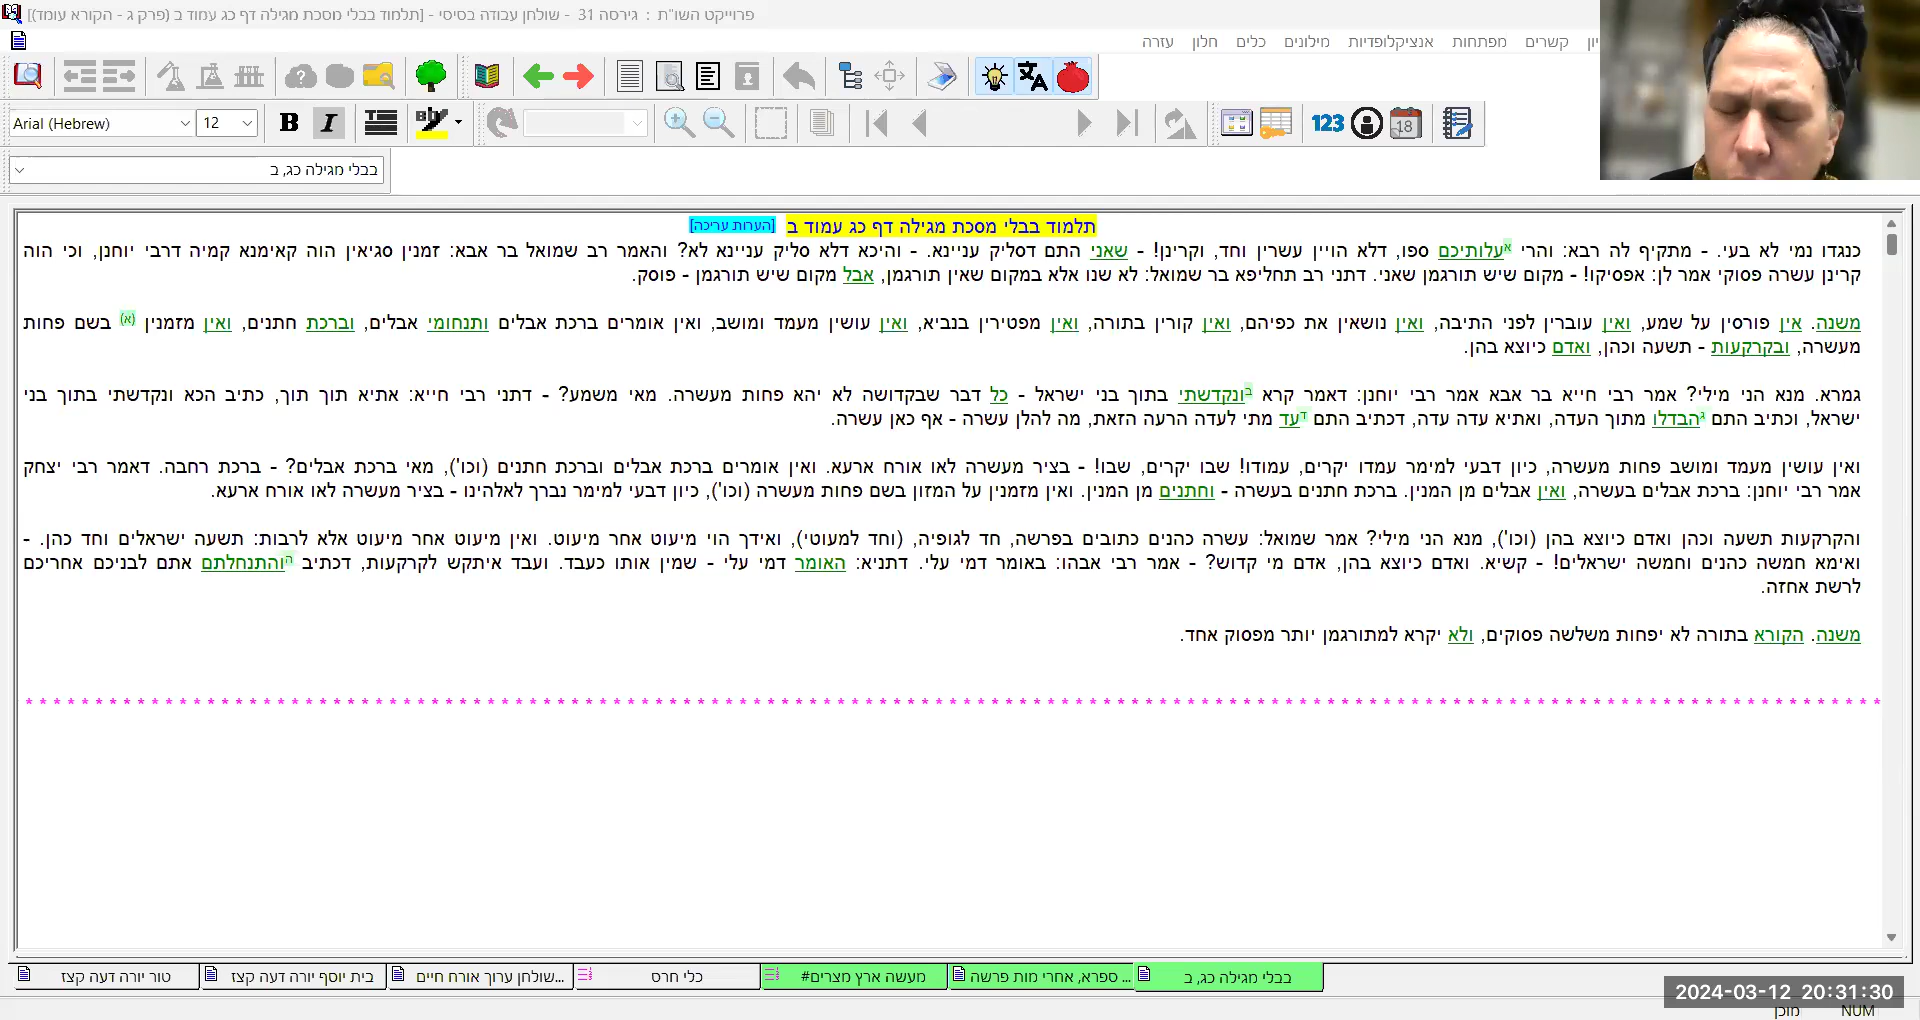 פרוייקט השו"ת : גירסה 31 - שולחן עבודה בסיסי - [תלמוד בבלי מסכת מגילה דף כג עמוד ב (פרק ג - הקורא עומד)]
יון קשרים מפתחות אנציקלופדיות מילונים כלים חלון עזרה
Arial (Hebrew) 12 B I by 123 18
בבלי מגילה כג, ב
תלמוד בבלי מסכת מגילה דף כג עמוד ב [הערות עריכה]
כנגדו נמי לא בעי. - מתקיף לה רבא: והרי א עלותיכם ספו, דלא הויין עשרין וחד, וקרינן! - שאני התם דסליק עניינא. - והיכא דלא סליק עניינא לא? והאמר רב שמואל בר אבא: זמנין סגיאין הוה קאימנא קמיה דרבי יוחנן, וכי הוה
קרינן עשרה פסוקי אמר לן: אפסיקו! - מקום שיש תורגמן שאני. דתני רב תחליפא בר שמואל: לא שנו אלא במקום שאין תורגמן, אבל מקום שיש תורגמן - פוסק.
משנה. אין פורסין על שמע, ואין עוברין לפני התיבה, ואין נושאין את כפיהם, ואין קורין בתורה, ואין מפטירין בנביא, ואין עושין מעמד ומושב, ואין אומרים ברכת אבלים ותנחומי אבלים, וברכת חתנים, ואין מזמנין (א) בשם פחות
מעשרה, ובקרקעות - תשעה וכהן, ואדם כיוצא בהן.
גמרא. מנא הני מילי? אמר רבי חייא בר אבא אמר רבי יוחנן: דאמר קרא ב ונקדשתי בתוך בני ישראל - כל דבר שבקדושה לא יהא פחות מעשרה. מאי משמע? - דתני רבי חייא: אתיא תוך תוך, כתיב הכא ונקדשתי בתוך בני
ישראל, וכתיב התם ג הבדלו מתוך העדה, ואתיא עדה עדה, דכתיב התם ד עד מתי לעדה הרעה הזאת, מה להלן עשרה - אף כאן עשרה.
ואין עושין מעמד ומושב פחות מעשרה, כיון דבעי למימר עמדו יקרים, עמודו! שבו יקרים, שבו! - בציר מעשרה לאו אורח ארעא. ואין אומרים ברכת אבלים וברכת חתנים (וכו'), מאי ברכת אבלים? - ברכת רחבה. דאמר רבי יצחק
אמר רבי יוחנן: ברכת אבלים בעשרה, ואין אבלים מן המנין. ברכת חתנים בעשרה - וחתנים מן המנין. ואין מזמנין על המזון בשם פחות מעשרה (וכו'), כיון דבעי למימר נברך לאלהינו - בציר מעשרה לאו אורח ארעא.
והקרקעות תשעה וכהן ואדם כיוצא בהן (וכו'), מנא הני מילי? אמר שמואל: עשרה כהנים כתובים בפרשה, חד לגופיה, (וחד למעוטי), ואידך הוי מיעוט אחר מיעוט. ואין מיעוט אחר מיעוט אלא לרבות: תשעה ישראלים וחד כהן. -
ואימא חמשה כהנים וחמשה ישראלים! - קשיא. ואדם כיוצא בהן, אדם מי קדוש? - אמר רבי אבהו: באומר דמי עלי. דתניא: האומר דמי עלי - שמין אותו כעבד. ועבד איתקש לקרקעות, דכתיב ה והתנחלתם אתם לבניכם אחריכם
לרשת אחזה.
משנה. הקורא בתורה לא יפחות משלשה פסוקים, ולא יקרא למתורגמן יותר מפסוק אחד.
* * * * * * * * * * * * * * * * * * * * * * * * * * * * * * * * * * * * * * * *
בבלי מגילה כג, ב
ספרא, אחרי מות פרשה ...
מעשה ארץ מצרים#
כלי חרס
שולחן ערוך אורח חיים...
בית יוסף יורה דעה קצז
טור יורה דעה קצז
2024-03-12 20:31:30
מוכן NUM